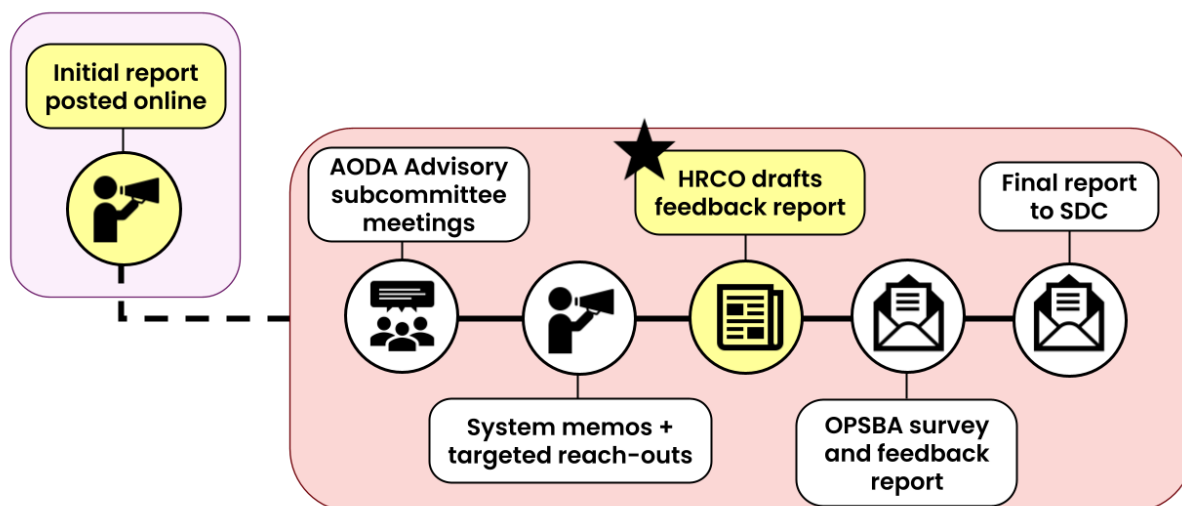 Initial report
posted online
AODA Advisory
subcommittee
meetings
System memos +
targeted reach-outs
HRCO drafts
feedback report
OPSBA survey
and feedback
report
Final report
to SDC